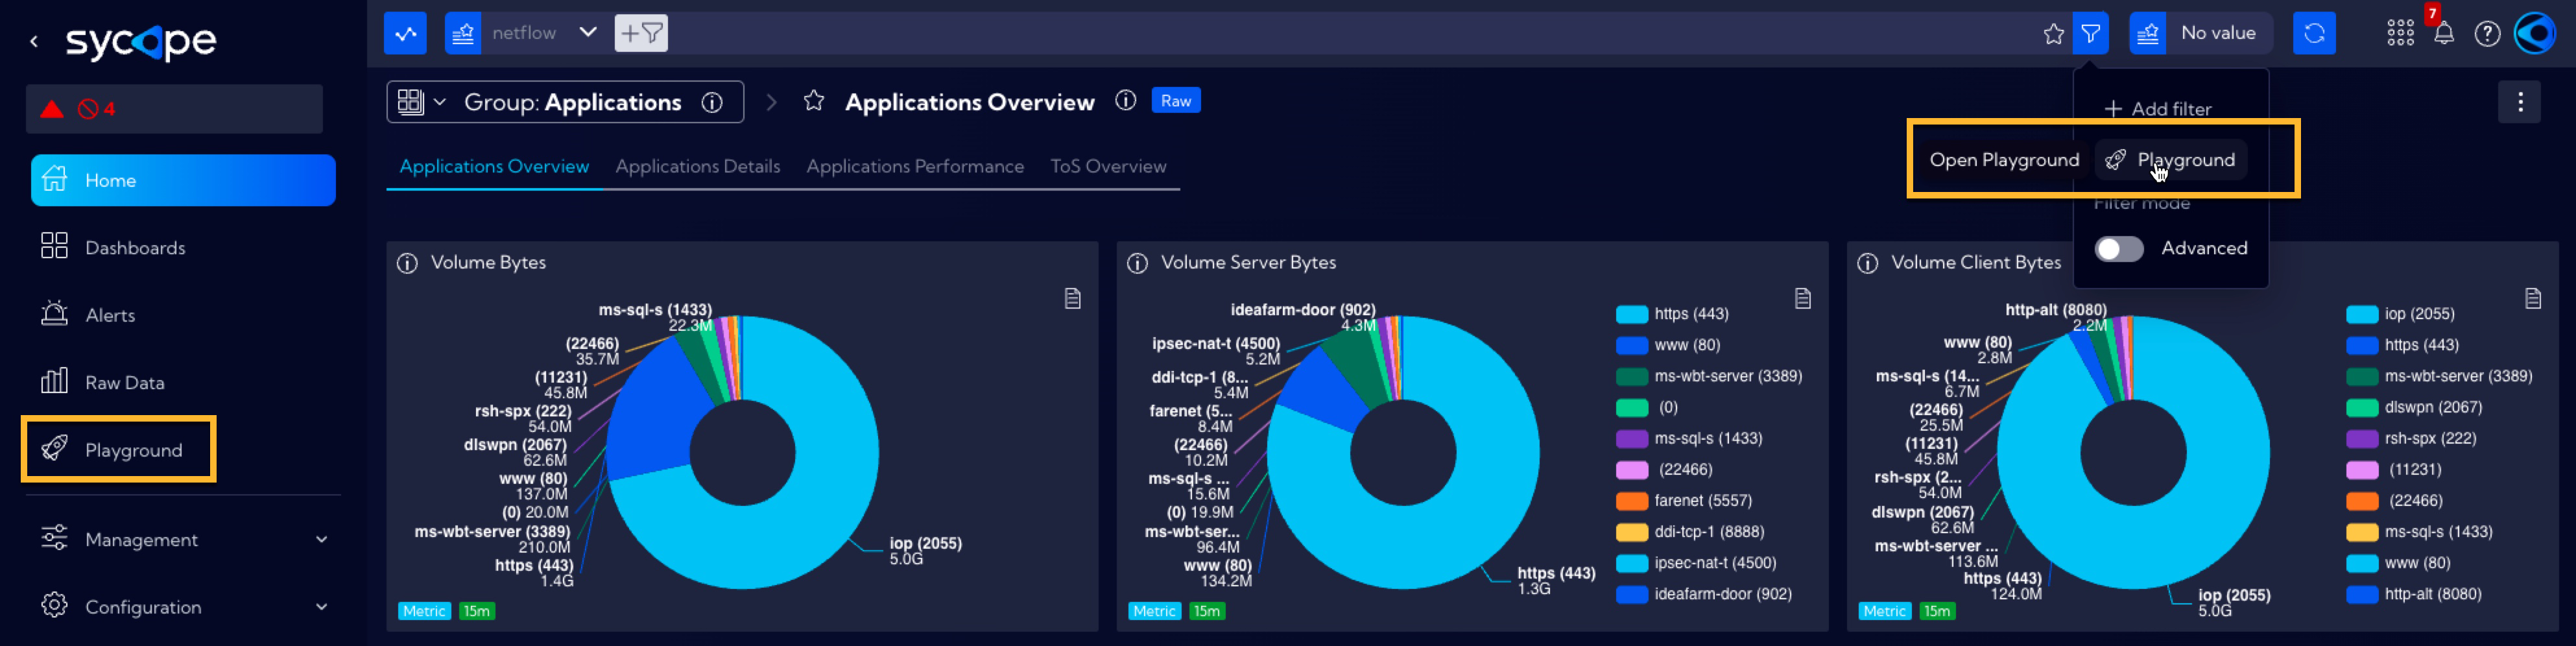 sycope
netflow
No value
7
4
Group: Applications
Applications Overview
Raw
Add filter
Open Playground
Playground
Filter mode
Advanced
Home
Dashboards
Alerts
Raw Data
Playground
Management
Configuration
Applications Overview
Applications Details
Applications Performance
ToS Overview
Volume Bytes
ms-sql-s (1433)
22.3M
(22466)
35.7M
(11231)
45.8M
rsh-spx (222)
54.0M
dlswpn (2067)
62.6M
www (80)
137.0M
(0) 20.0M
ms-wbt-server (3389)
210.0M
https (443)
1.4G
iop (2055)
5.0G
Metric
15m
Volume Server Bytes
ideafarm-door (902)
4.3M
ipsec-nat-t (4500)
5.2M
ddi-tcp-1 (8...
5.4M
farenet (5...
8.4M
(22466)
10.2M
ms-sql-s ...
15.6M
(0) 19.9M
ms-wbt-ser...
96.4M
www (80)
134.2M
https (443)
1.3G
https (443)
www (80)
ms-wbt-server (3389)
(0)
ms-sql-s (1433)
(22466)
farenet (5557)
ddi-tcp-1 (8888)
ipsec-nat-t (4500)
ideafarm-door (902)
Metric
15m
Volume Client Bytes
http-alt (8080)
2.2M
www (80)
2.8M
ms-sql-s (14...
6.7M
(22466)
25.5M
(11231)
45.8M
rsh-spx (2...
54.0M
dlswpn (2067)
62.6M
ms-wbt-server ...
113.6M
https (443)
124.0M
iop (2055)
5.0G
iop (2055)
https (443)
ms-wbt-server (3389)
dlswpn (2067)
rsh-spx (222)
(11231)
(22466)
ms-sql-s (1433)
www (80)
http-alt (8080)
Metric
15m